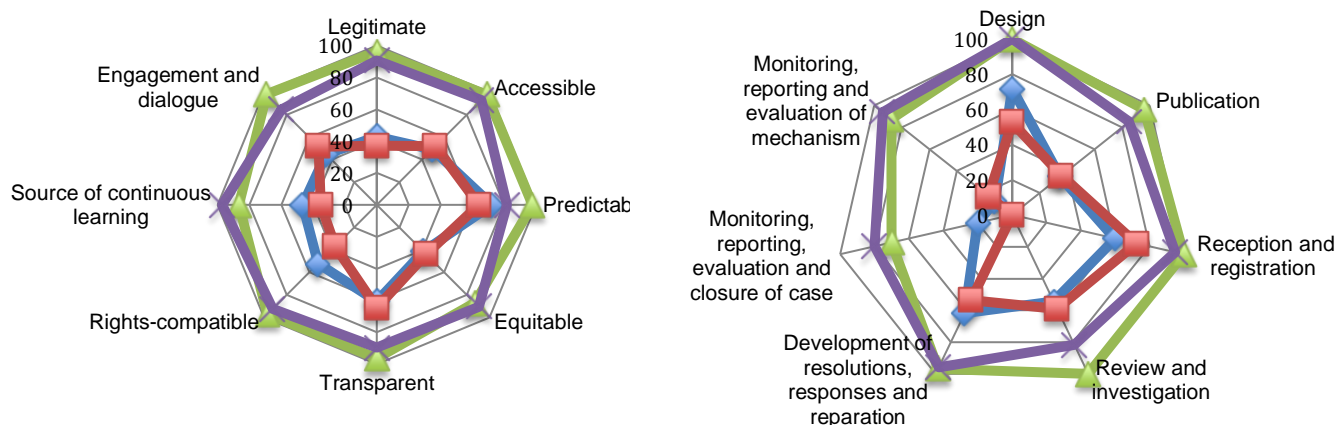 Legitimate
100
80
60
40
20
0
Accessible
Predictab
Equitable
Transparent
Rights-compatible
Source of continuous
learning
Engagement and
dialogue
Design
100
80
60
40
20
0
Publication
Reception and
registration
Review and
investigation
Development of
resolutions,
responses and
reparation
Monitoring,
reporting,
evaluation and
closure of case
Monitoring,
reporting and
evaluation of
mechanism